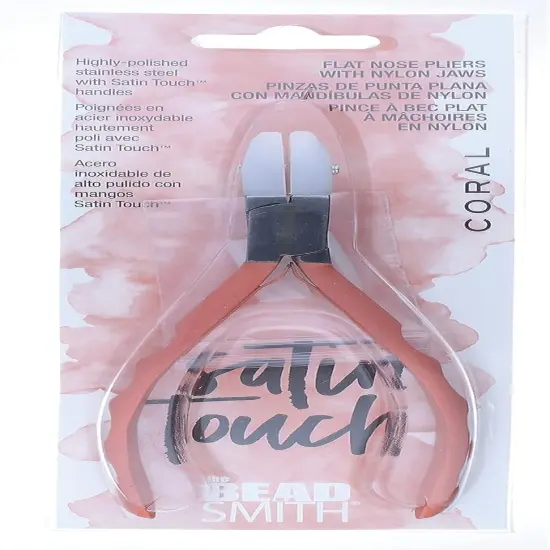 Highly-polished
stainless steel
with Satin Touch™
handles
Poignées en
acier inoxydable
hautement
poli avec
Satin Touch™
Acero
inoxidable de
alto pulido con
mangos
Satin Touch™
FLAT NOSE PLIERS
WITH NYLON JAWS
PINZAS DE PUNTA PLANA
CON MANDÍBULAS DE NYLON
PINCE À BEC PLAT
À MÂCHOIRES
EN NYLON
CORAL
Satin
Touch
the
BEAD
SMITH®